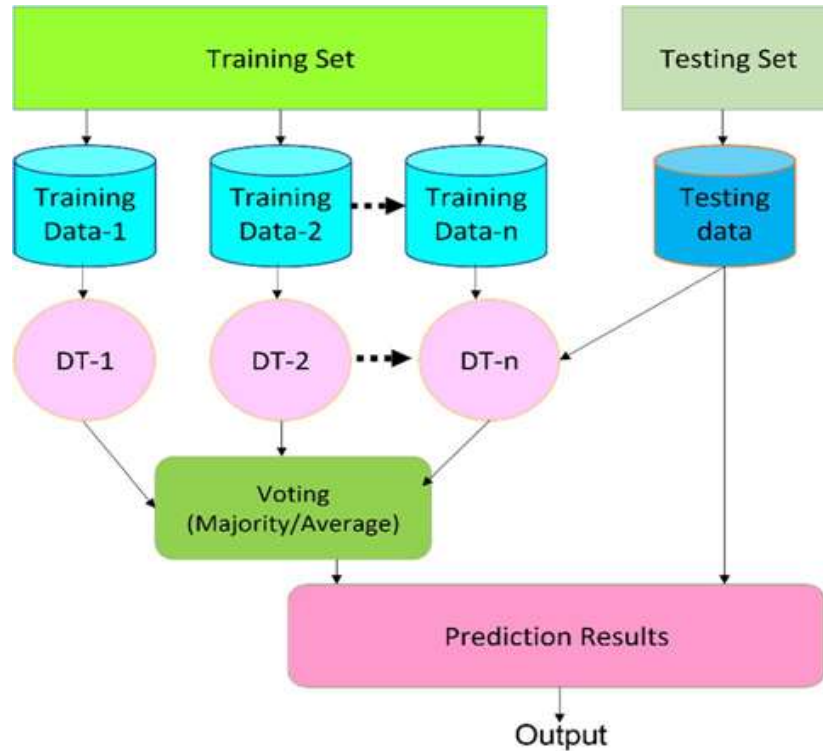 Training Set
Testing Set
Training
Data-1
Training
Data-2
Training
Data-n
Testing
data
DT-1
DT-2
DT-n
Voting
(Majority/Average)
Prediction Results
Output